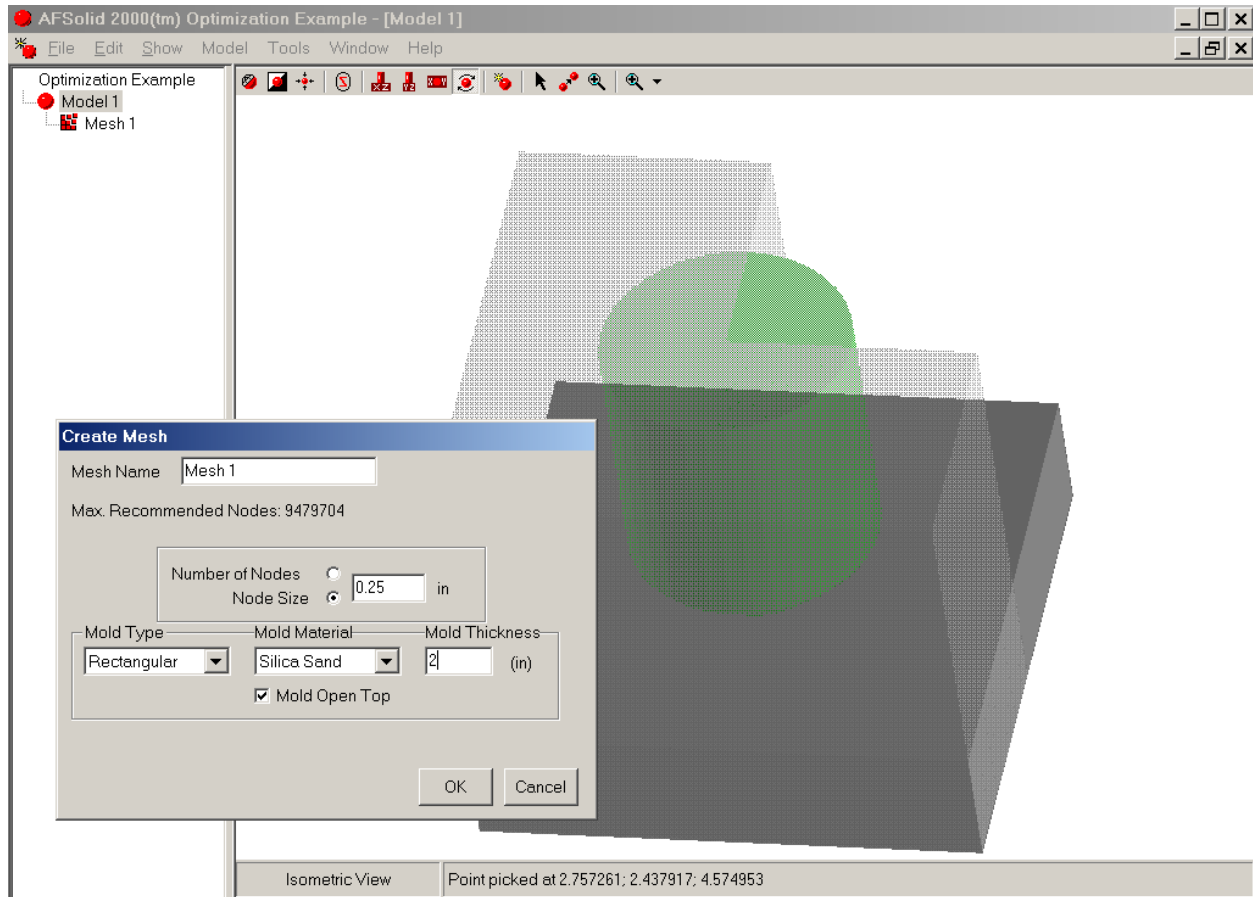 AFSolid 2000(tm) Optimization Example - [Model 1]
File Edit Show Model Tools Window Help
Optimization Example
Model 1
Mesh 1
XZ YZ XY
Create Mesh
Mesh Name Mesh 1
Max. Recommended Nodes: 9479704
Number of Nodes
Node Size 0.25 in
Mold Type Mold Material Mold Thickness
Rectangular Silica Sand 2 (in)
Mold Open Top
OK Cancel
Isometric View Point picked at 2.757261; 2.437917; 4.574953